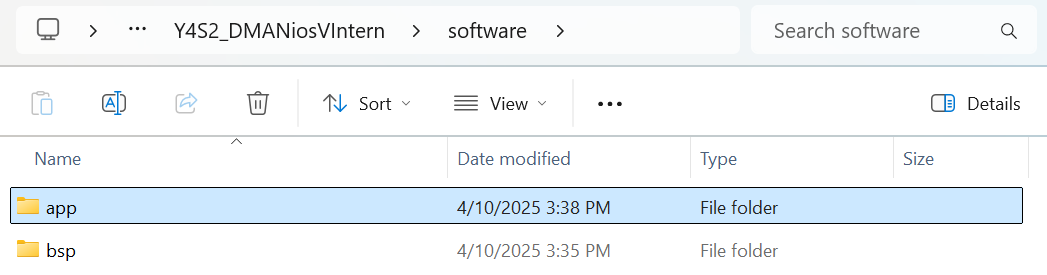 ··· Y4S2_DMANiosVIntern software Search software
A Sort View ··· Details
Name Date modified Type Size
app 4/10/2025 3:38 PM File folder
bsp 4/10/2025 3:35 PM File folder